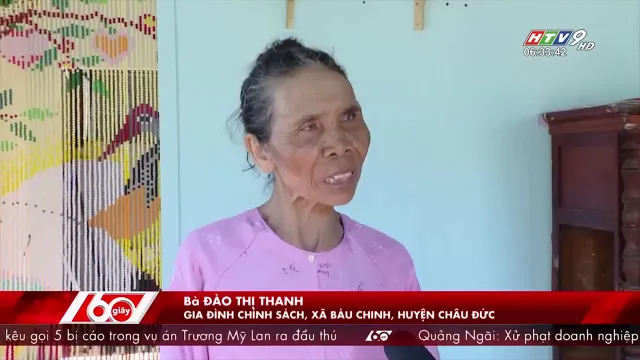 HTV9 HD
06:33:42
60 giây
Bà ĐÀO THỊ THANH
GIA ĐÌNH CHÍNH SÁCH, XÃ BÀU CHINH, HUYỆN CHÂU ĐỨC
kêu gọi 5 bị cáo trong vụ án Trương Mỹ Lan ra đầu thú 60 Quảng Ngãi: Xử phạt doanh nghiệp